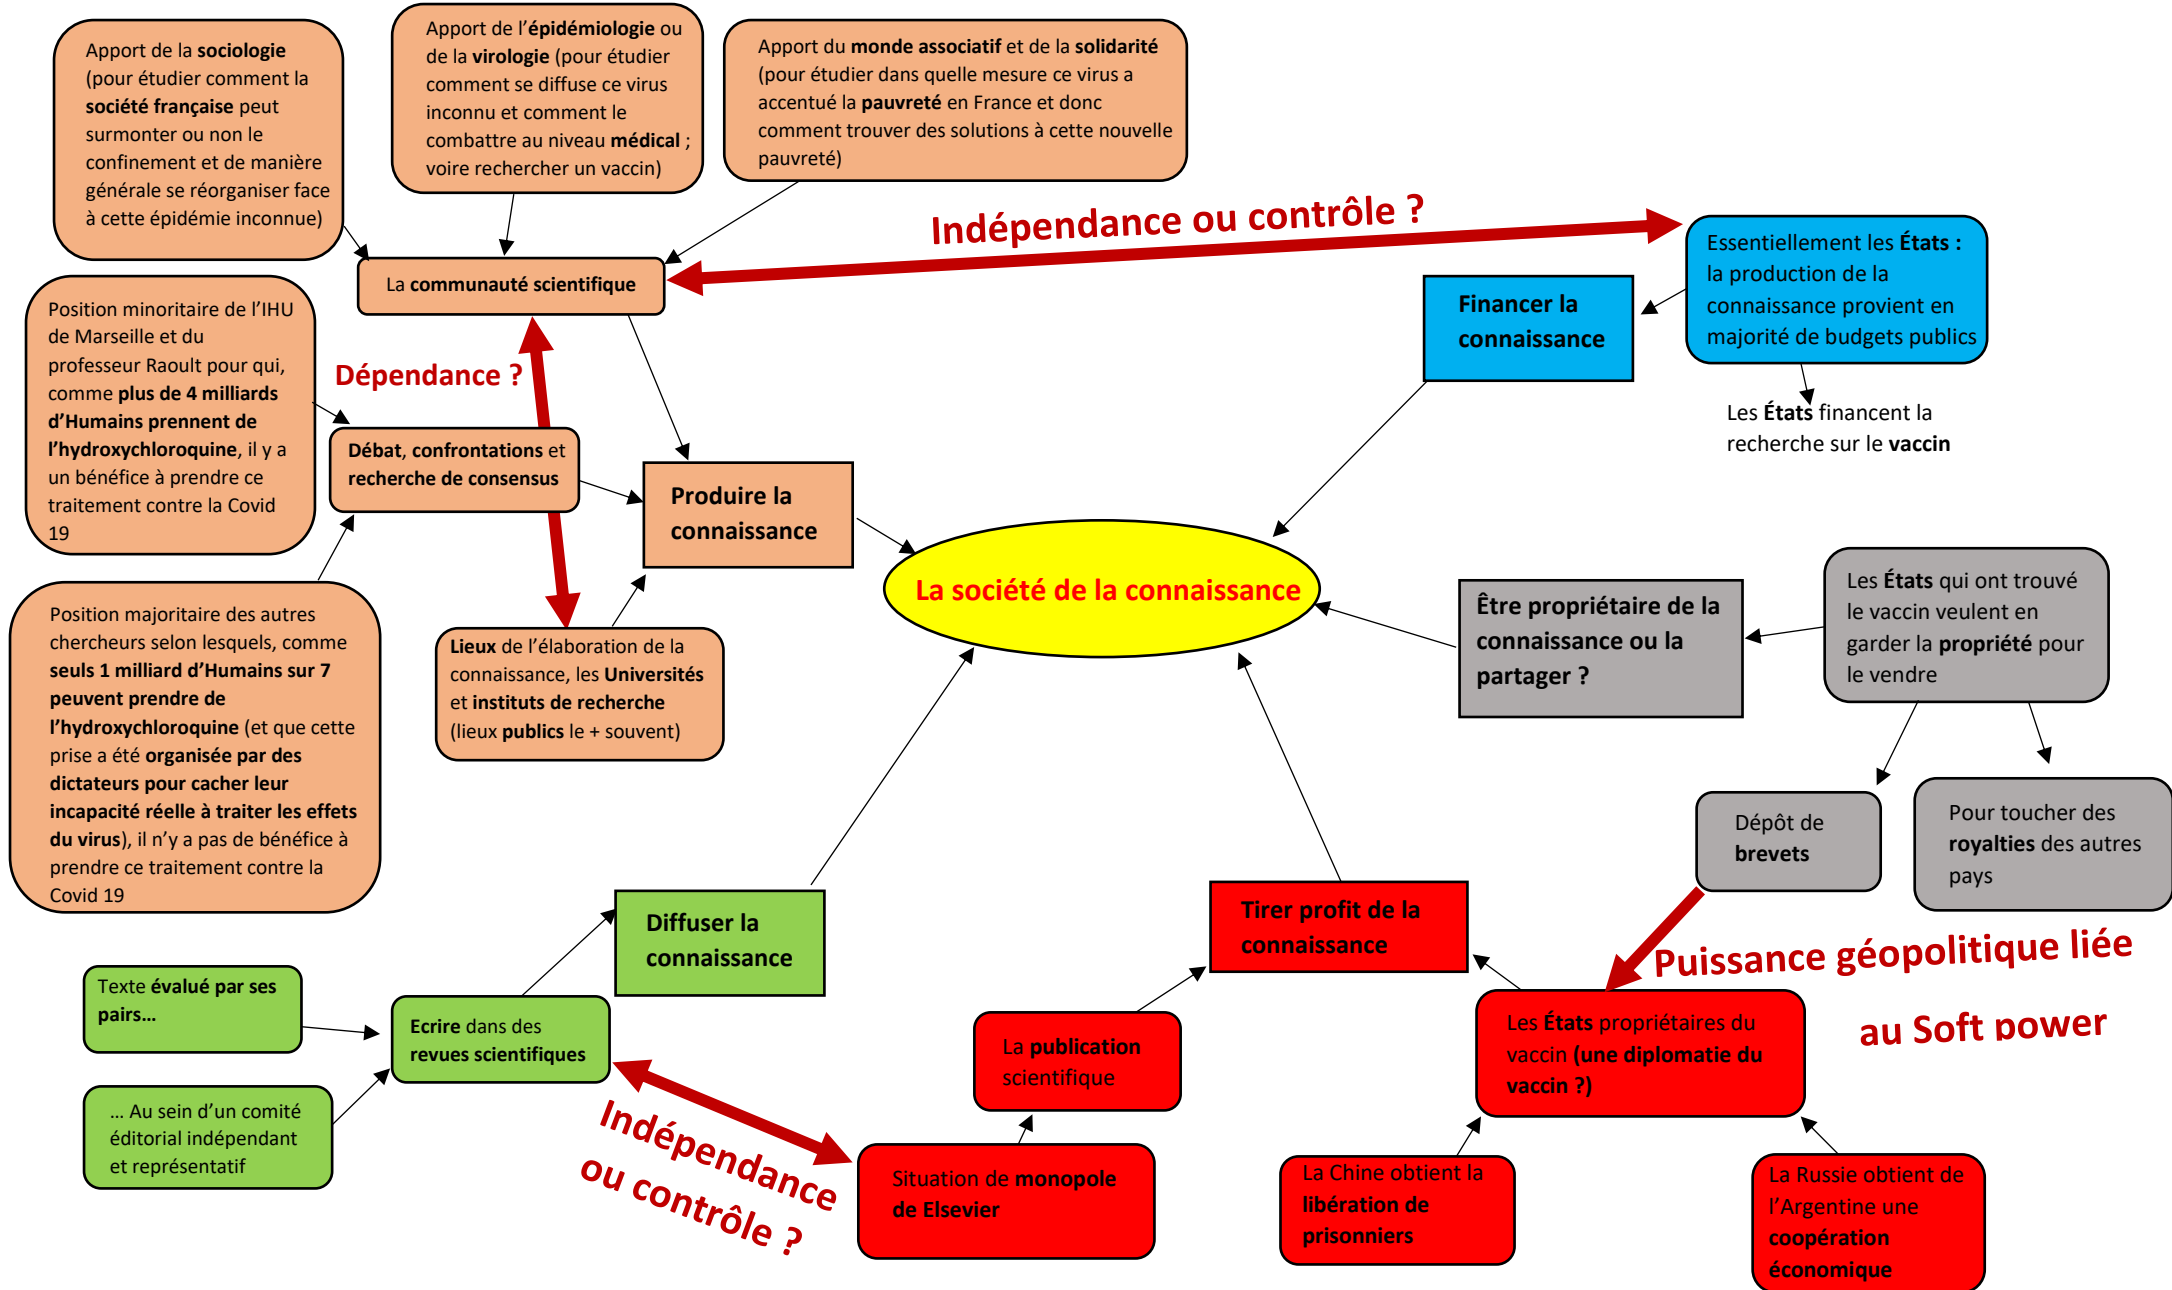 Apport de la sociologie
(pour étudier comment la
société française peut
surmonter ou non le
confinement et de manière
générale se réorganiser face
à cette épidémie inconnue)
Apport de l’épidémiologie ou
de la virologie (pour étudier
comment se diffuse ce virus
inconnu et comment le
combattre au niveau médical ;
voire rechercher un vaccin)
Apport du monde associatif et de la solidarité
(pour étudier dans quelle mesure ce virus a
accentué la pauvreté en France et donc
comment trouver des solutions à cette nouvelle
pauvreté)
Indépendance ou contrôle ?
La communauté scientifique
Essentiellement les États :
la production de la
connaissance provient en
majorité de budgets publics
Financer la
connaissance
Les États financent la
recherche sur le vaccin
Position minoritaire de l’IHU
de Marseille et du
professeur Raoult pour qui,
comme plus de 4 milliards
d’Humains prennent de
l’hydroxychloroquine, il y a
un bénéfice à prendre ce
traitement contre la Covid
19
Dépendance ?
Débat, confrontations et
recherche de consensus
Produire la
connaissance
La société de la connaissance
Être propriétaire de la
connaissance ou la
partager ?
Les États qui ont trouvé
le vaccin veulent en
garder la propriété pour
le vendre
Position majoritaire des autres
chercheurs selon lesquels, comme
seuls 1 milliard d’Humains sur 7
peuvent prendre de
l’hydroxychloroquine (et que cette
prise a été organisée par des
dictateurs pour cacher leur
incapacité réelle à traiter les effets
du virus), il n’y a pas de bénéfice à
prendre ce traitement contre la
Covid 19
Lieux de l’élaboration de la
connaissance, les Universités
et instituts de recherche
(lieux publics le + souvent)
Dépôt de
brevets
Pour toucher des
royalties des autres
pays
Diffuser la
connaissance
Tirer profit de la
connaissance
Puissance géopolitique liée
au Soft power
Texte évalué par ses
pairs…
Ecrire dans des
revues scientifiques
… Au sein d’un comité
éditorial indépendant
et représentatif
Indépendance
ou contrôle ?
La publication
scientifique
Les États propriétaires du
vaccin (une diplomatie du
vaccin ?)
Situation de monopole
de Elsevier
La Chine obtient la
libération de
prisonniers
La Russie obtient de
l’Argentine une
coopération
économique